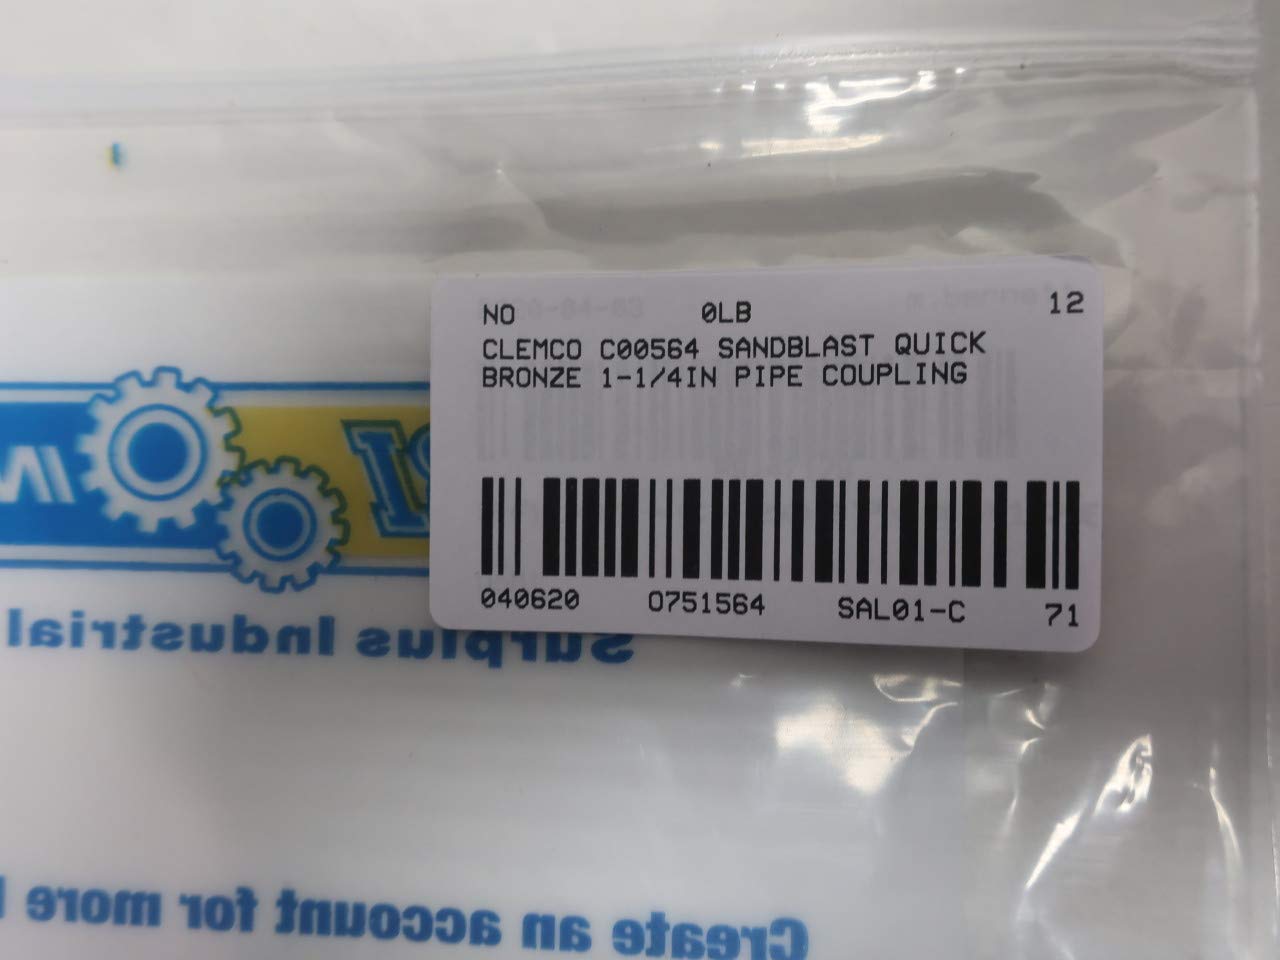 NO 0LB 12
CLEMCO C00564 SANDBLAST QUICK
BRONZE 1-1/4IN PIPE COUPLING
040620 O751564 SAL01-C 71
Surplus Industrial
Create an account for more